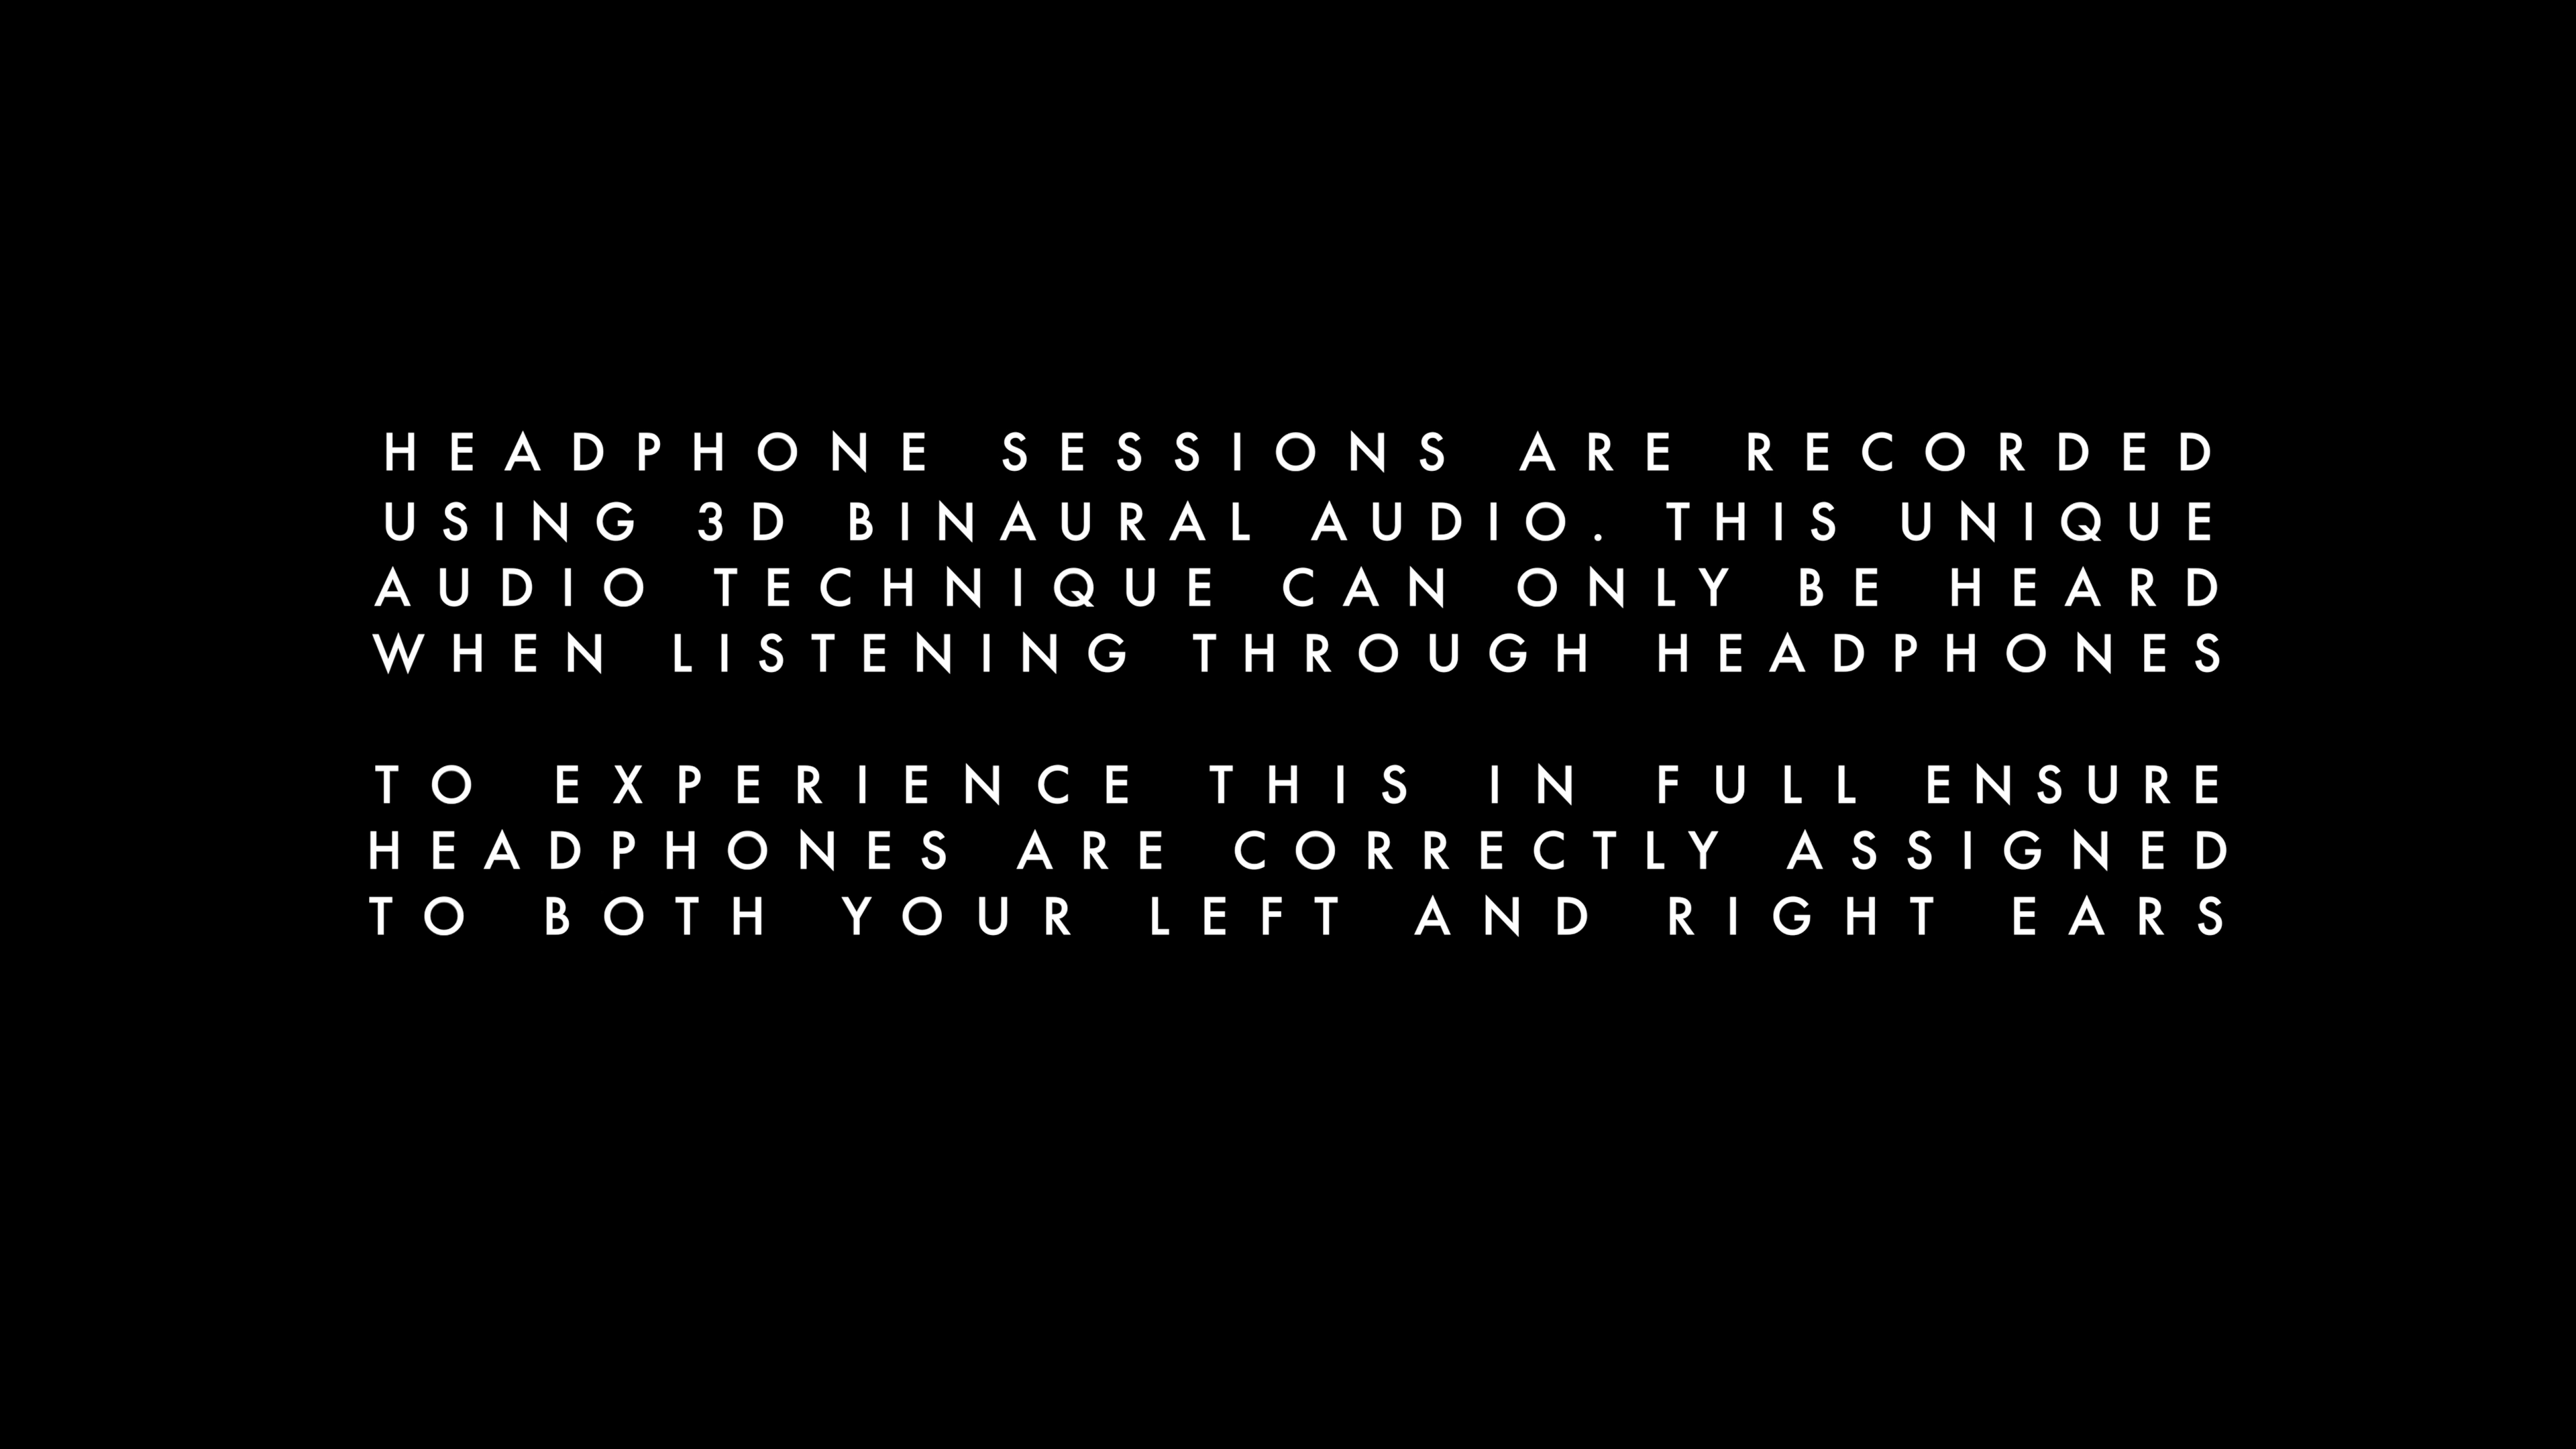 HEADPHONE SESSIONS ARE RECORDED
USING 3D BINAURAL AUDIO. THIS UNIQUE
AUDIO TECHNIQUE CAN ONLY BE HEARD
WHEN LISTENING THROUGH HEADPHONES
TO EXPERIENCE THIS IN FULL ENSURE
HEADPHONES ARE CORRECTLY ASSIGNED
TO BOTH YOUR LEFT AND RIGHT EARS